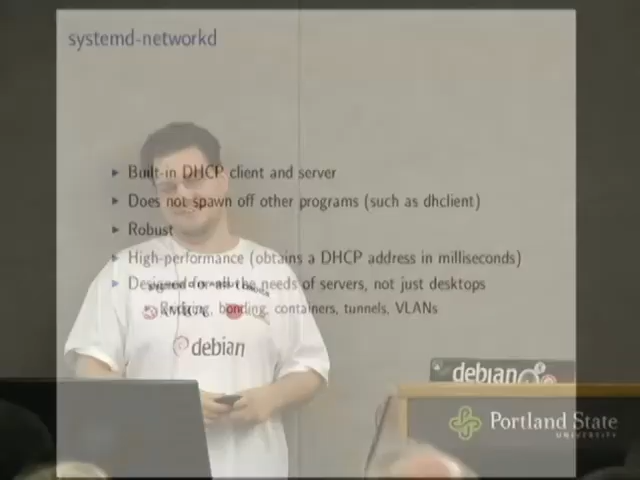 systemd-networkd
▸ Built-in DHCP client and server
▸ Does not spawn off other programs (such as dhclient)
▸ Robust
▸ High-performance (obtains a DHCP address in milliseconds)
▸ Designed for all the needs of servers, not just desktops
▸ Bridging, bonding, containers, tunnels, VLANs
debian
debian
Portland State
UNIVERSITY